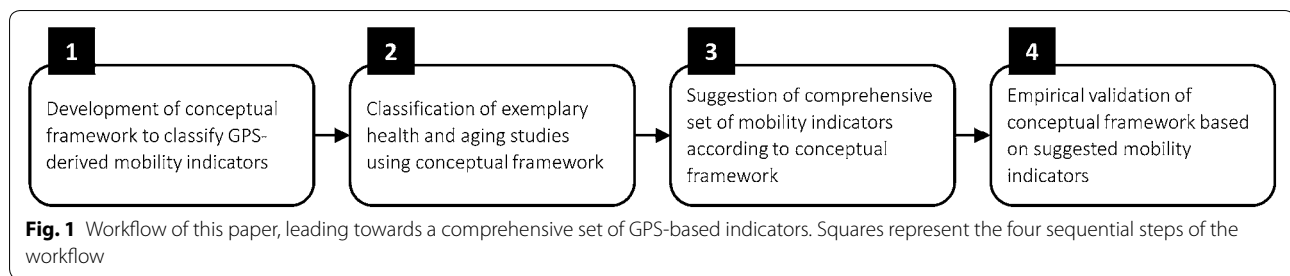 1
Development of conceptual
framework to classify GPS-
derived mobility indicators
2
Classification of exemplary
health and aging studies
using conceptual framework
3
Suggestion of comprehensive
set of mobility indicators
according to conceptual
framework
4
Empirical validation of
conceptual framework based
on suggested mobility
indicators
Fig. 1 Workflow of this paper, leading towards a comprehensive set of GPS-based indicators. Squares represent the four sequential steps of the
workflow